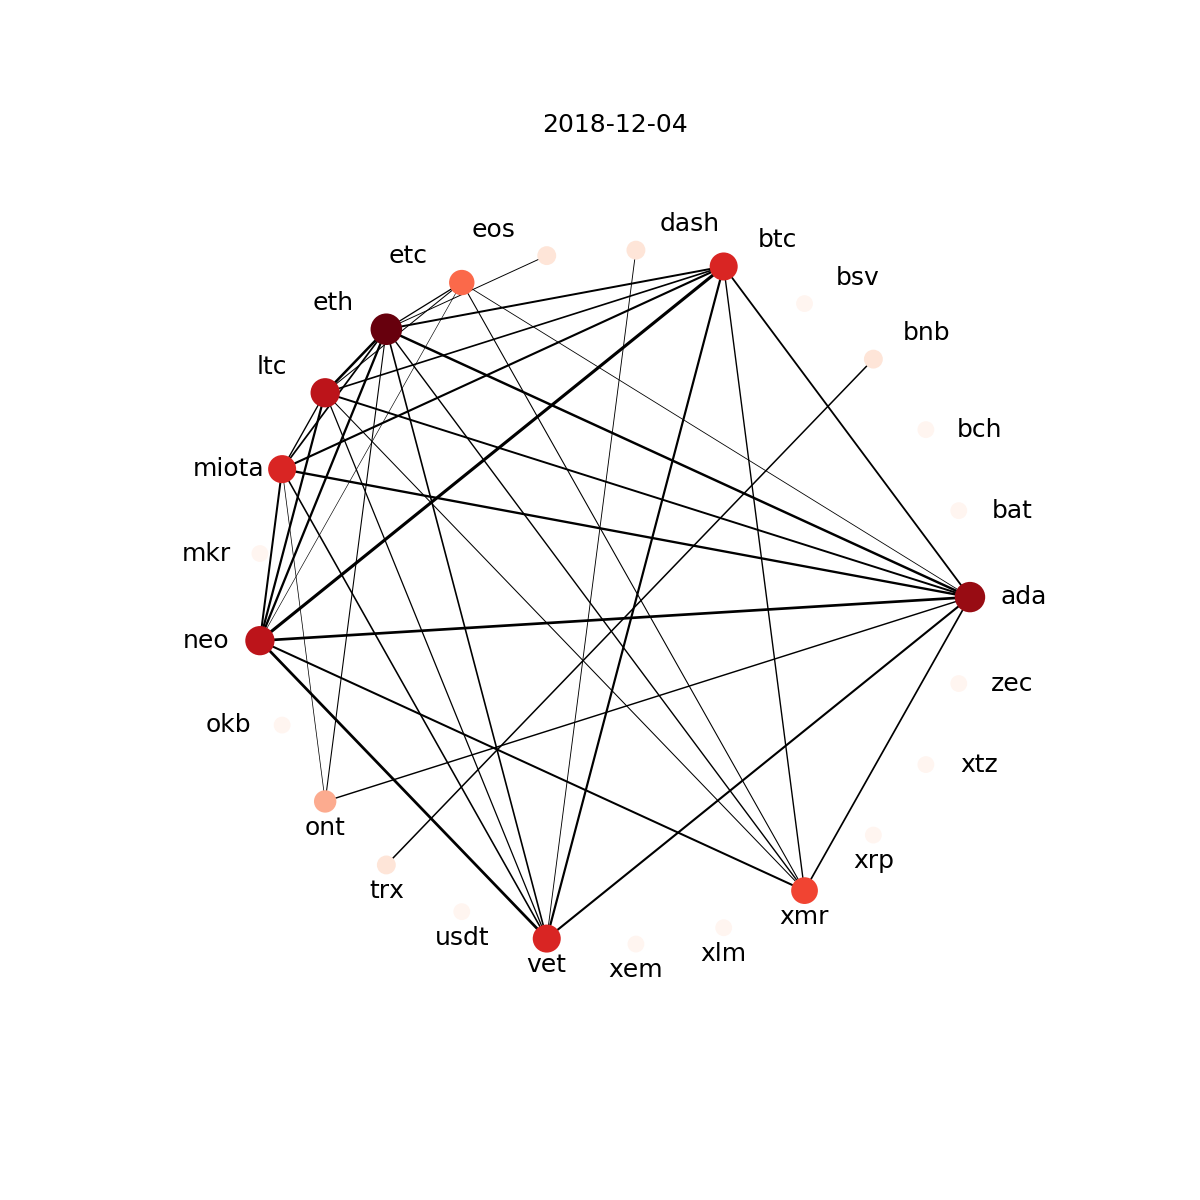 2018-12-04
dash
eos
btc
etc
bsv
eth
bnb
ltc
bch
miota
bat
mkr
ada
neo
zec
okb
xtz
ont
xrp
trx
xmr
usdt
xlm
vet
xem